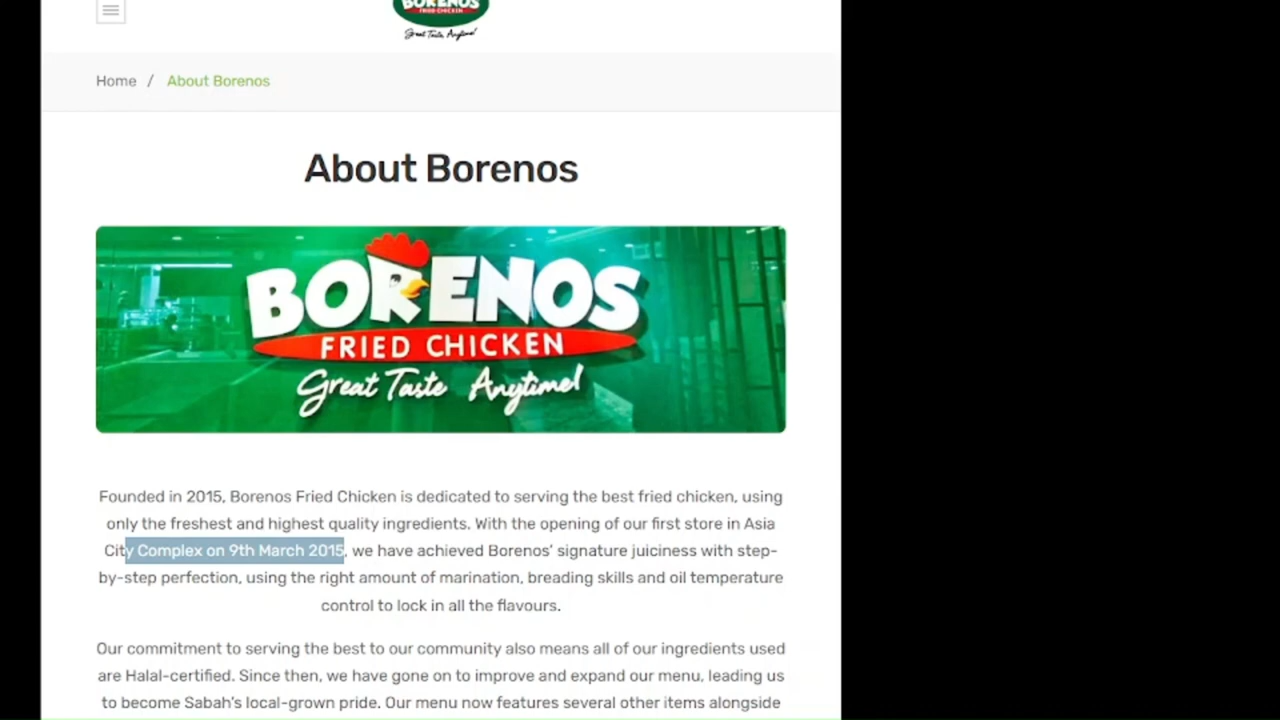 BORENOS
FRIED CHICKEN
Great Taste Anytime!
Home / About Borenos
About Borenos
BORENOS
FRIED CHICKEN
Great Taste Anytime!
Founded in 2015, Borenos Fried Chicken is dedicated to serving the best fried chicken, using
only the freshest and highest quality ingredients. With the opening of our first store in Asia
City Complex on 9th March 2015, we have achieved Borenos’ signature juiciness with step-
by-step perfection, using the right amount of marination, breading skills and oil temperature
control to lock in all the flavours.
Our commitment to serving the best to our community also means all of our ingredients used
are Halal-certified. Since then, we have gone on to improve and expand our menu, leading us
to become Sabah’s local-grown pride. Our menu now features several other items alongside